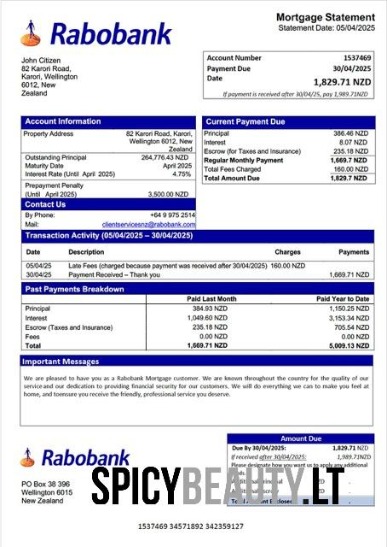 Rabobank
Mortgage Statement
Statement Date: 05/04/2025
John Citizen
82 Karori Road,
Karori, Wellington
6012, New
Zealand
Account Number 1537469
Payment Due 30/04/2025
Date 1,829.71 NZD
If payment is received after 30/04/25, pay 1,989.71NZD
Account Information
Property Address 82 Karori Road, Karori,
Wellington 6012, New
Zealand
Outstanding Principal 264,776.43 NZD
Maturity Date April 2025
Interest Rate (Until April 2025) 4.75%
Prepayment Penalty
(Until April 2025) 3,500.00 NZD
Contact Us
By Phone: +64 9 975 2514
Mail: clientservicesnz@rabobank.com
Current Payment Due
Principal 386.46 NZD
Interest 8.07 NZD
Escrow (for Taxes and Insurance) 235.18 NZD
Regular Monthly Payment 1,669.7 NZD
Total Fees Charged 160.00 NZD
Total Amount Due 1,829.7 NZD
Transaction Activity (05/04/2025 – 30/04/2025)
Date Description Charges Payments
05/04/25 Late Fees (charged because payment was received after 30/04/2025) 160.00 NZD
30/04/25 Payment Received – Thank you 1,669.71 NZD
Past Payments Breakdown
Paid Last Month Paid Year to Date
Principal 384.93 NZD 1,150.25 NZD
Interest 1,049.60 NZD 3,153.34 NZD
Escrow (Taxes and Insurance) 235.18 NZD 705.54 NZD
Fees 0.00 NZD 0.00 NZD
Total 1,669.71 NZD 5,009.13 NZD
Important Messages
We are pleased to have you as a Rabobank Mortgage customer. We are known throughout the country for the quality of our
service and our dedication to providing financial security for our customers. We will do everything we can to make you feel at
home, and to ensure you receive the friendly, professional service you deserve.
Rabobank
PO Box 38 396
Wellington 6015
New Zealand
Amount Due
Due By 30/04/2025: 1,829.71 NZD
If received after 30/04/2025: 1,989.71NZD
Please designate how you want us to apply any additional
SPICYBEAUTY.LT
1537469 34571892 342359127